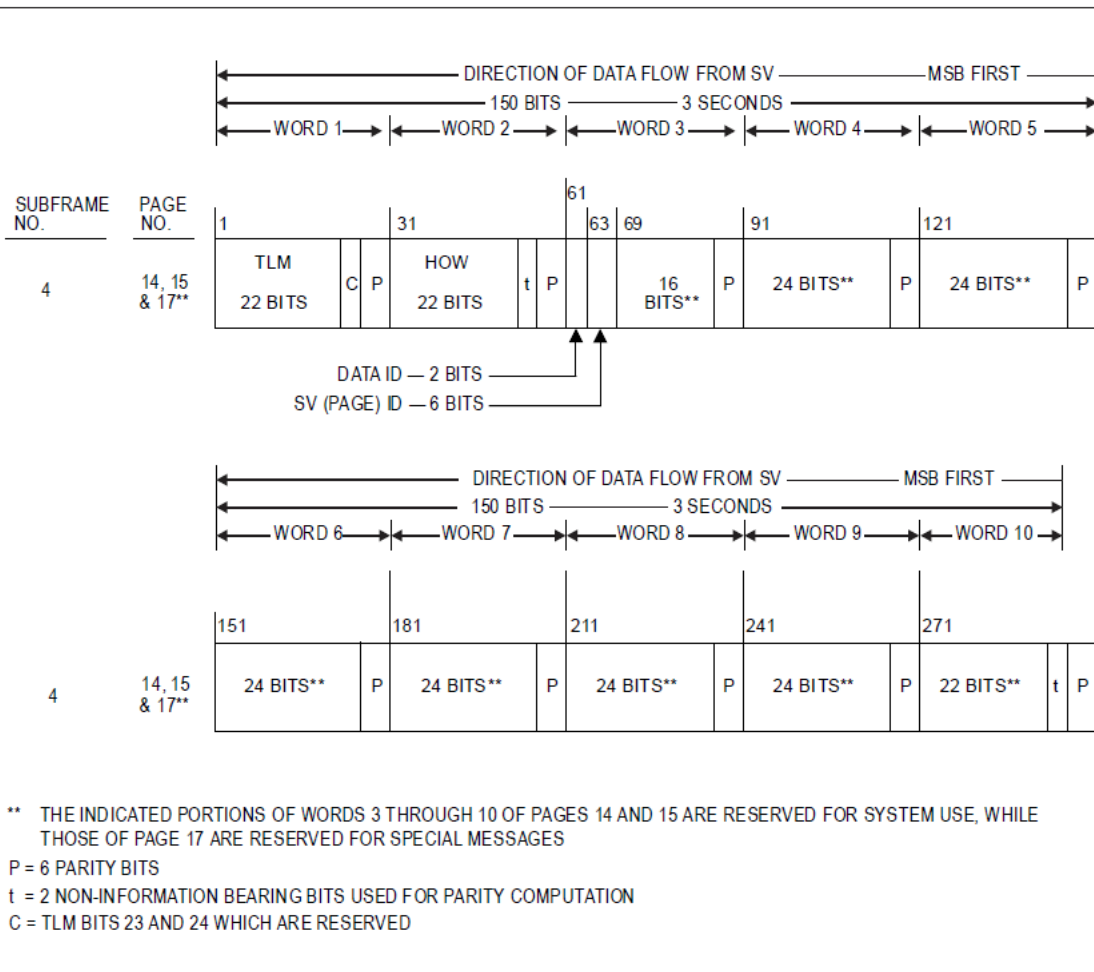 DIRECTION OF DATA FLOW FROM SV MSB FIRST
150 BITS 3 SECONDS
WORD 1 WORD 2 WORD 3 WORD 4 WORD 5
SUBFRAME NO. PAGE NO.
61
1 31 63 69 91 121
4
14, 15 & 17**
TLM 22 BITS
C
P
HOW 22 BITS
t
P
16 BITS**
P
24 BITS**
P
24 BITS**
P
DATA ID — 2 BITS
SV (PAGE) ID — 6 BITS
DIRECTION OF DATA FLOW FROM SV MSB FIRST
150 BITS 3 SECONDS
WORD 6 WORD 7 WORD 8 WORD 9 WORD 10
151 181 211 241 271
4
14, 15 & 17**
24 BITS** P 24 BITS** P 24 BITS** P 24 BITS** P 22 BITS** t P
** THE INDICATED PORTIONS OF WORDS 3 THROUGH 10 OF PAGES 14 AND 15 ARE RESERVED FOR SYSTEM USE, WHILE
THOSE OF PAGE 17 ARE RESERVED FOR SPECIAL MESSAGES
P = 6 PARITY BITS
t = 2 NON-INFORMATION BEARING BITS USED FOR PARITY COMPUTATION
C = TLM BITS 23 AND 24 WHICH ARE RESERVED